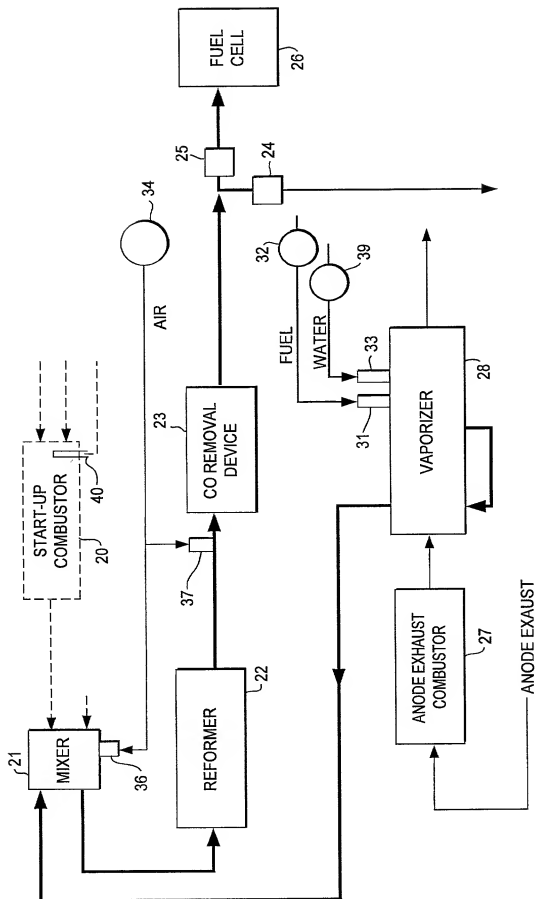 START-UP
COMBUSTOR
20
40
21
MIXER
36
AIR
34
REFORMER
22
37
23
CO REMOVAL
DEVICE
25
24
FUEL
CELL
26
32
39
FUEL
WATER
31
33
VAPORIZER
28
ANODE EXHAUST
COMBUSTOR
27
ANODE EXAUST